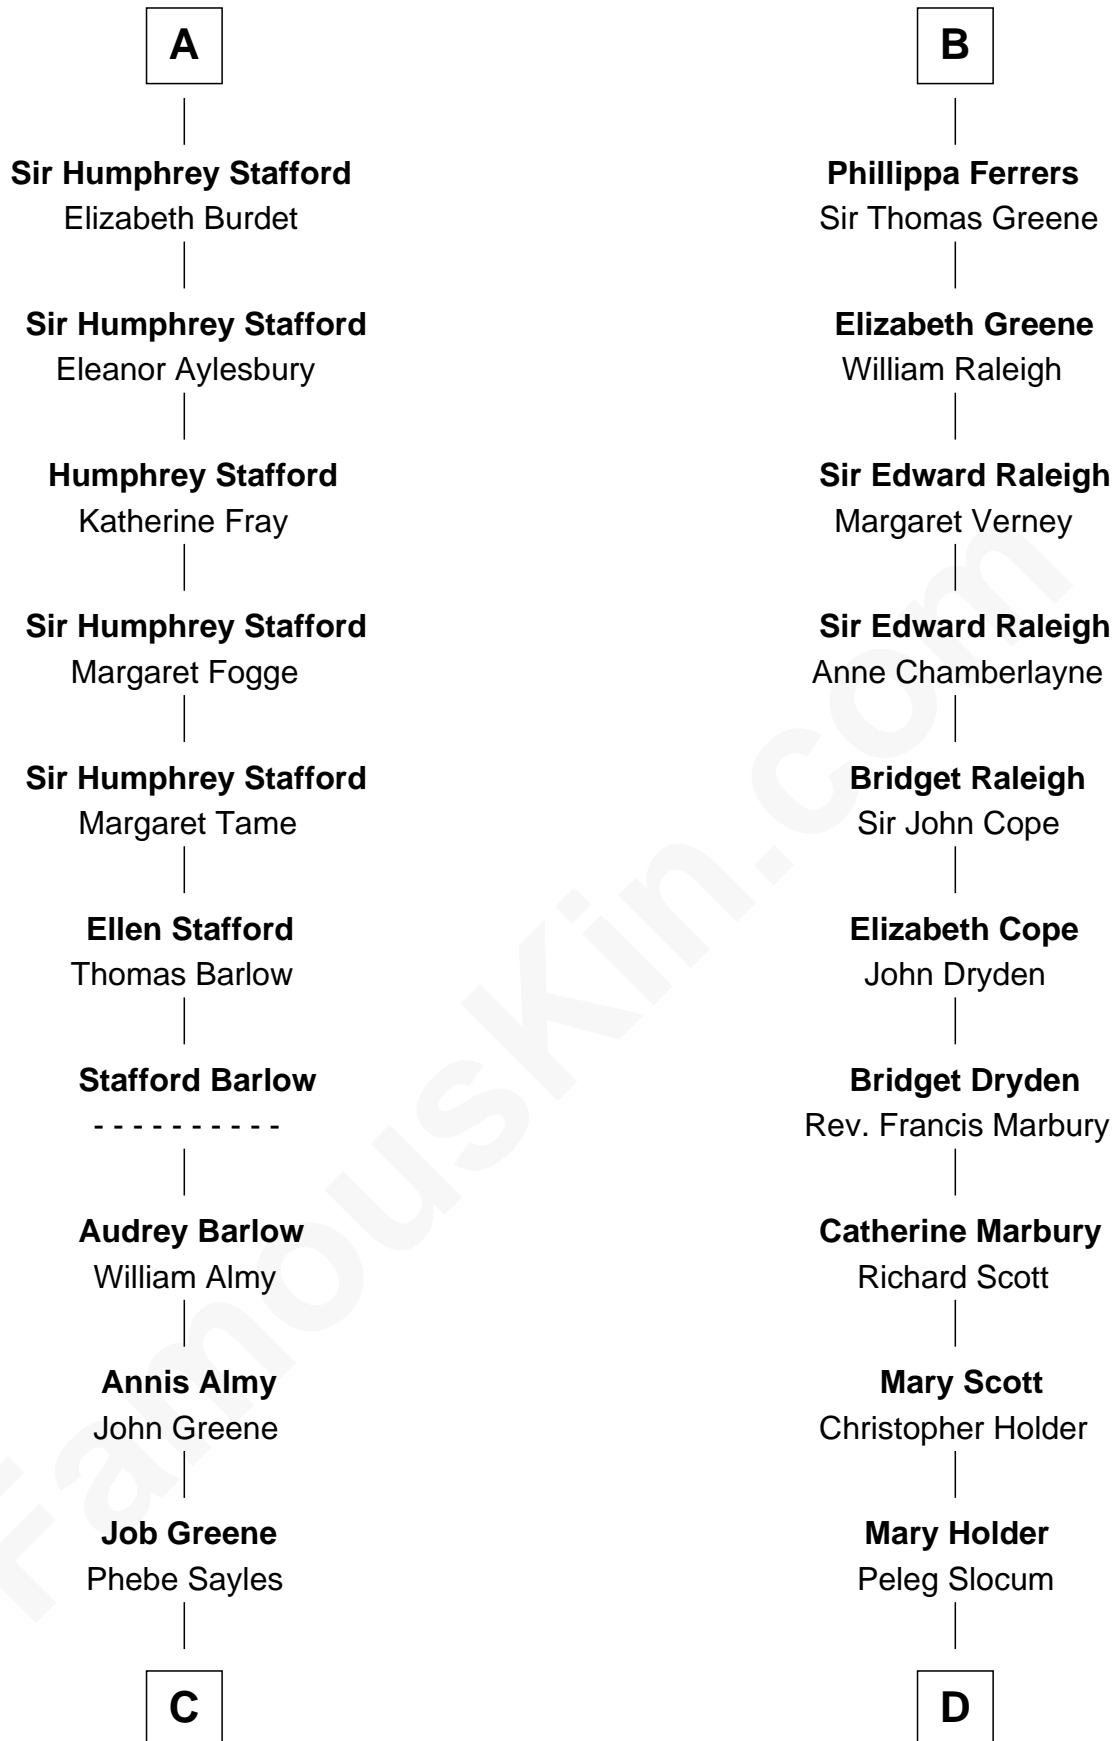 A
Sir Humphrey Stafford
Elizabeth Burdet
Sir Humphrey Stafford
Eleanor Aylesbury
Humphrey Stafford
Katherine Fray
Sir Humphrey Stafford
Margaret Fogge
Sir Humphrey Stafford
Margaret Tame
Ellen Stafford
Thomas Barlow
Stafford Barlow
- - - - - - - - - -
Audrey Barlow
William Almy
Annis Almy
John Greene
Job Greene
Phebe Sayles
C
B
Phillippa Ferrers
Sir Thomas Greene
Elizabeth Greene
William Raleigh
Sir Edward Raleigh
Margaret Verney
Sir Edward Raleigh
Anne Chamberlayne
Bridget Raleigh
Sir John Cope
Elizabeth Cope
John Dryden
Bridget Dryden
Rev. Francis Marbury
Catherine Marbury
Richard Scott
Mary Scott
Christopher Holder
Mary Holder
Peleg Slocum
D
FamousKin.com